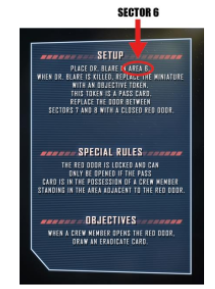 SECTOR 6
SETUP
PLACE DR. BLARE IN AREA 6.
WHEN DR. BLARE IS KILLED, REPLACE THE MINIATURE
WITH AN OBJECTIVE TOKEN.
THIS TOKEN IS A PASS CARD.
REPLACE THE DOOR BETWEEN
SECTORS 7 AND 8 WITH A CLOSED RED DOOR.
SPECIAL RULES
THE RED DOOR IS LOCKED AND CAN
ONLY BE OPENED IF THE PASS
CARD IS IN THE POSSESSION OF A CREW MEMBER
STANDING IN THE AREA ADJACENT TO THE RED DOOR.
OBJECTIVES
WHEN A CREW MEMBER OPENS THE RED DOOR,
DRAW AN ERADICATE CARD.